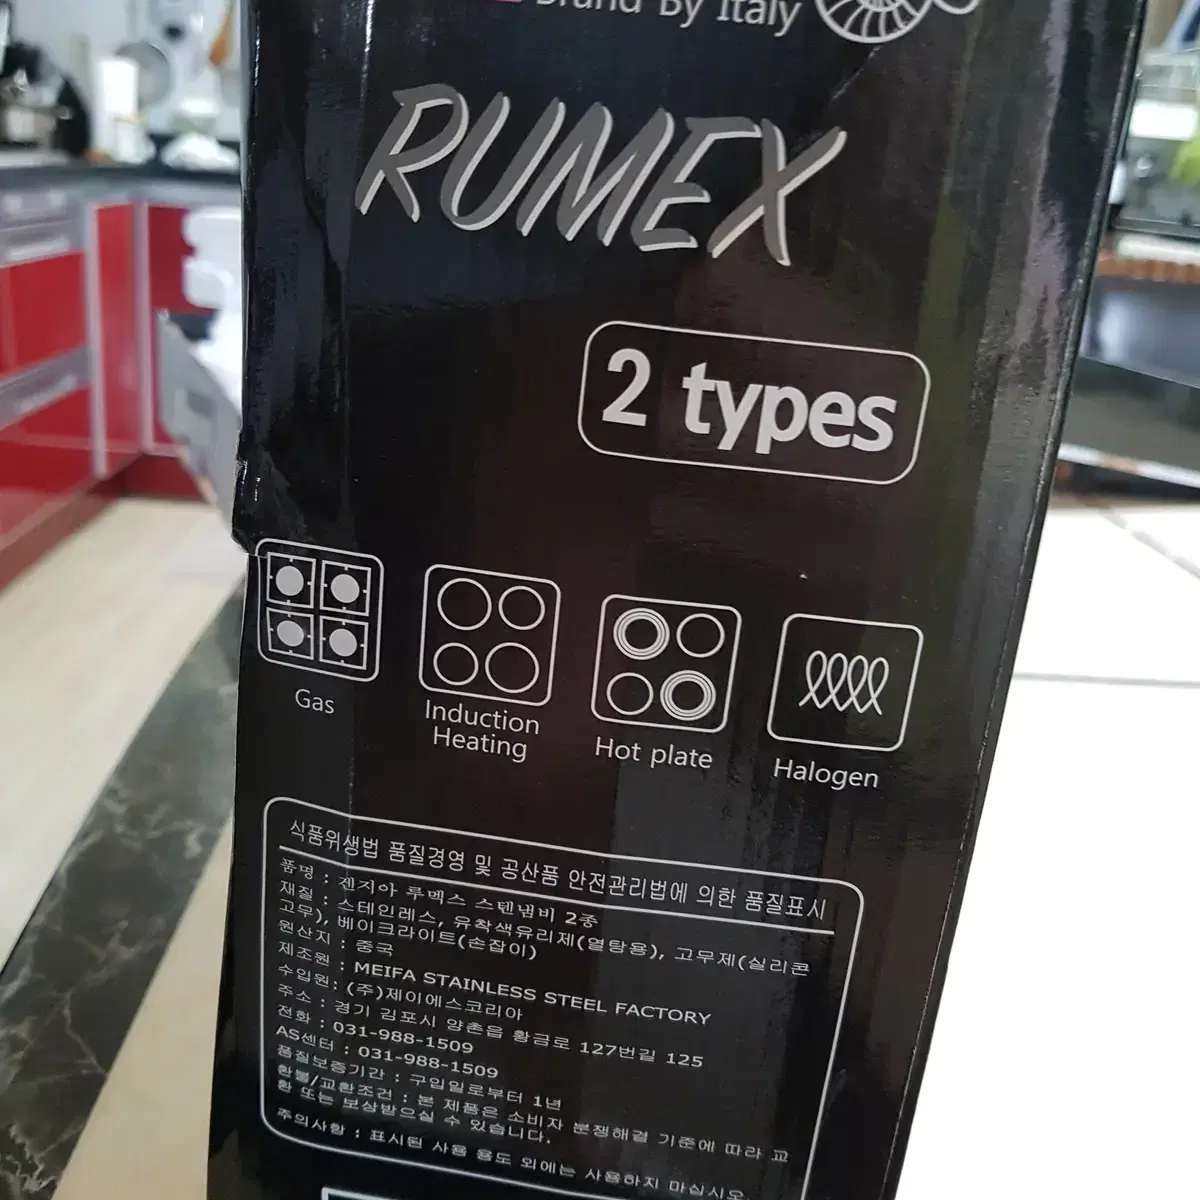 Brand By Italy
RUMEX
2 types
Gas
Induction
Heating
Hot plate
Halogen
식품위생법 품질경영 및 공산품 안전관리법에 의한 품질표시
품명 : 젠지아 루멕스 스텐냄비 2종
재질 : 스테인레스, 유착색유리제(열탕용), 고무제(실리콘
고무), 베이크라이트(손잡이)
원산지 : 중국
제조원 : MEIFA STAINLESS STEEL FACTORY
수입원 : (주)제이에스코리아
주소 : 경기 김포시 양촌읍 황금로 127번길 125
전화 : 031-988-1509
AS센터 : 031-988-1509
품질보증기간 : 구입일로부터 1년
환불/교환조건 : 본 제품은 소비자 분쟁해결 기준에 따라 교
환 또는 보상받으실 수 있습니다.
주의사항 : 표시된 사용 용도 외에는 사용하지 마십시오.